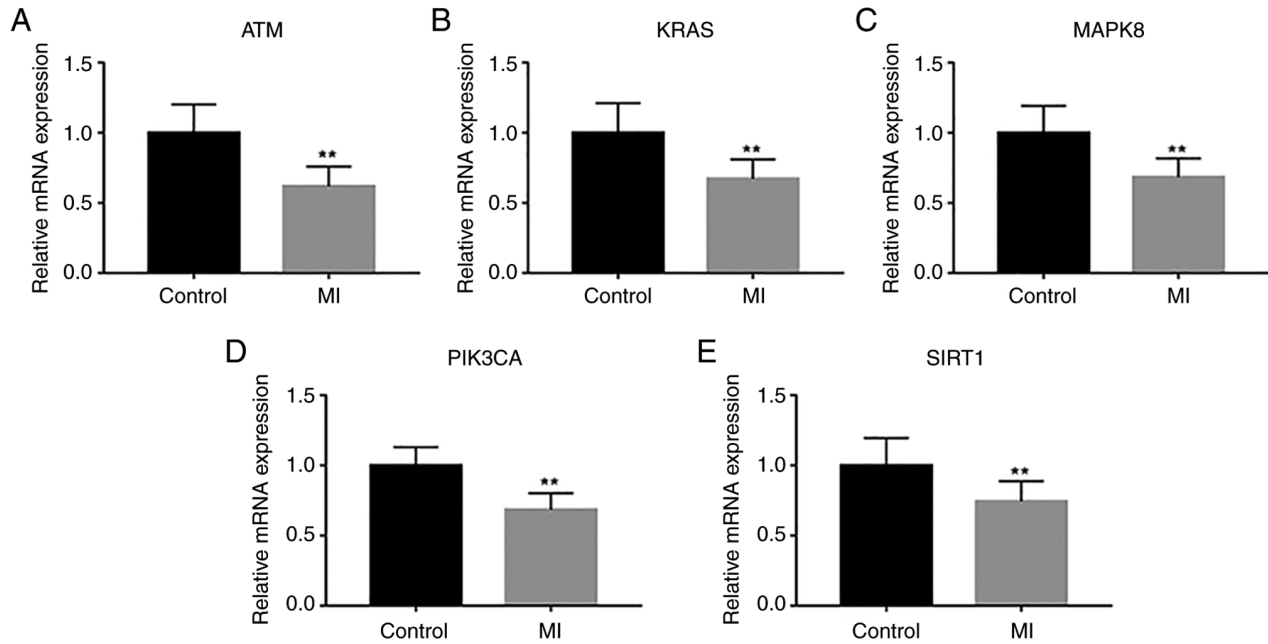 A
ATM
Relative mRNA expression
1.5
1.0
0.5
0.0
**
Control
MI
B
KRAS
Relative mRNA expression
1.5
1.0
0.5
0.0
**
Control
MI
C
MAPK8
Relative mRNA expression
1.5
1.0
0.5
0.0
**
Control
MI
D
PIK3CA
Relative mRNA expression
1.5
1.0
0.5
0.0
**
Control
MI
E
SIRT1
Relative mRNA expression
1.5
1.0
0.5
0.0
**
Control
MI